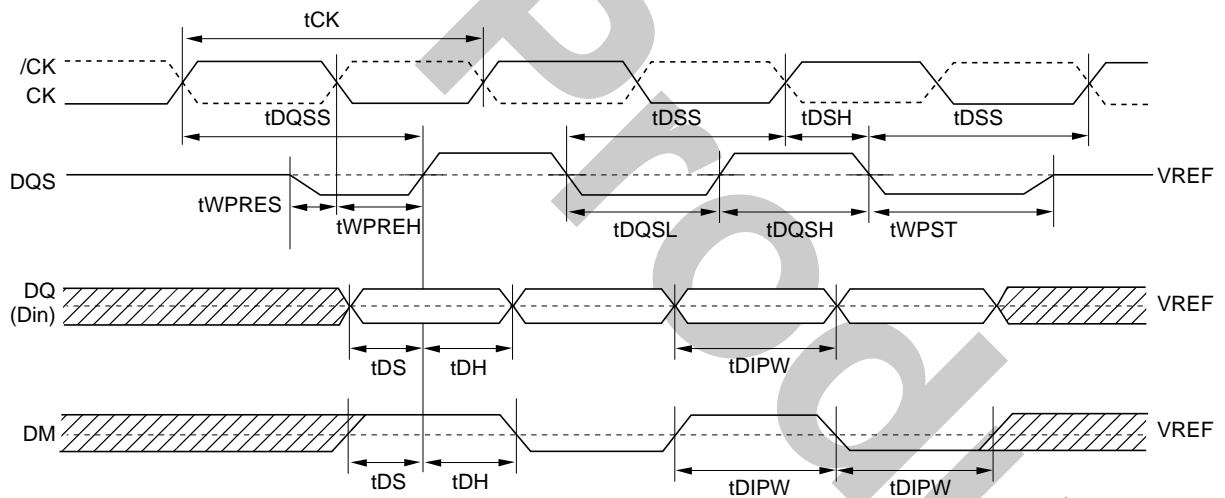 tCK
/CK
CK
tDQSS
tDSS
tDSH
tDSS
DQS
VREF
tWPRES
tWPREH
tDQSL
tDQSH
tWPST
DQ
(Din)
VREF
tDS
tDH
tDIPW
DM
VREF
tDS
tDH
tDIPW
tDIPW
Prod